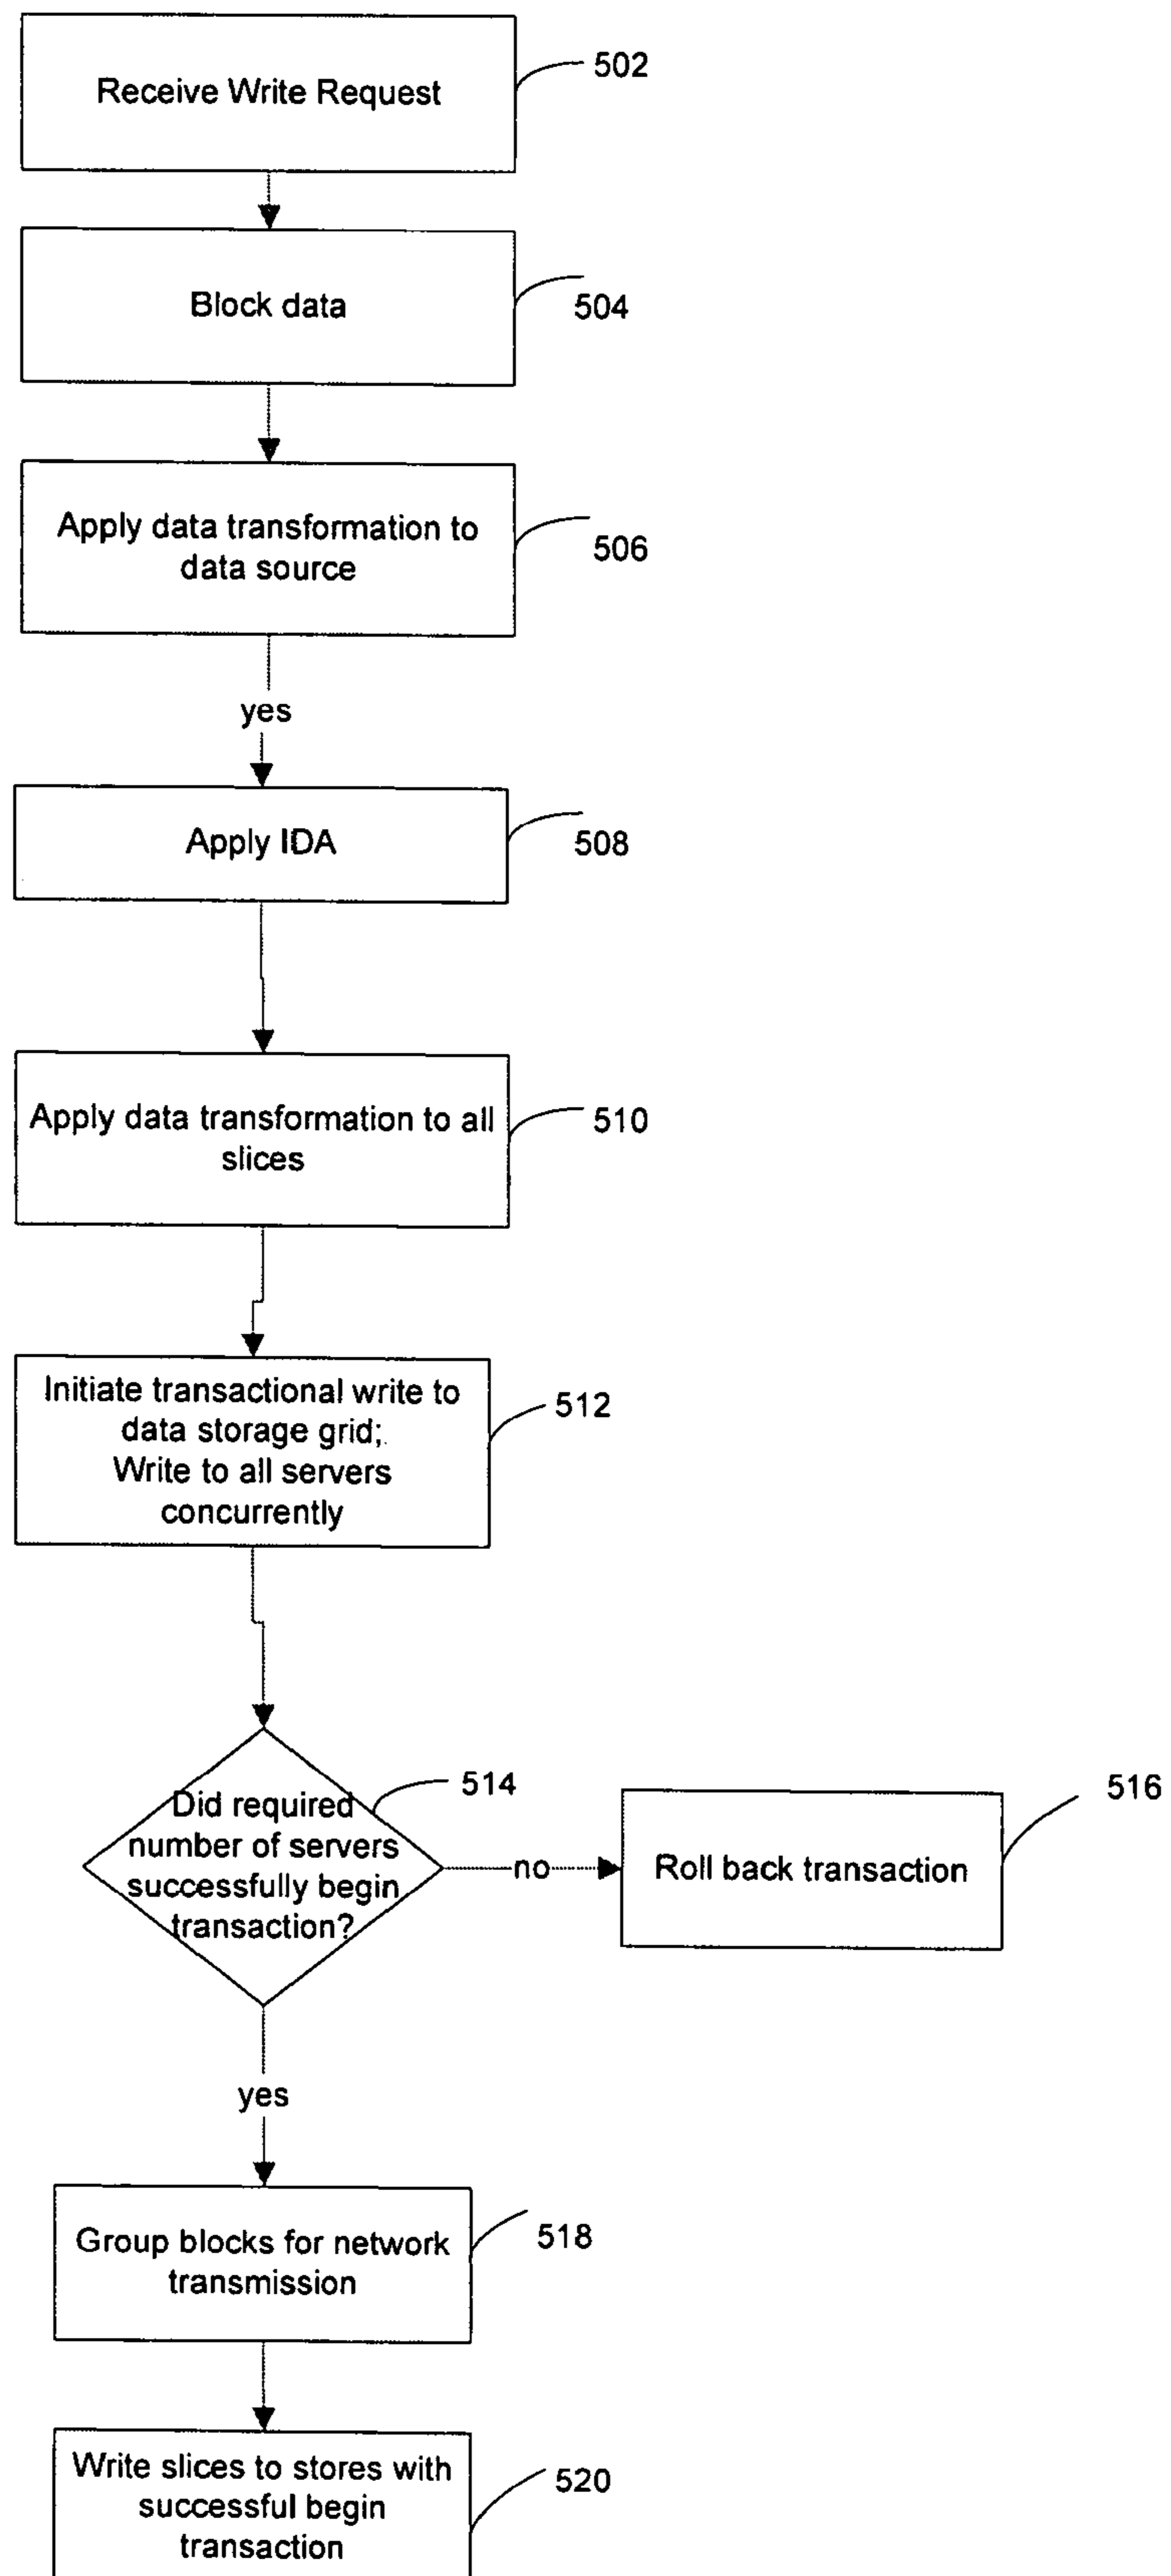 Receive Write Request
502
Block data
504
Apply data transformation to
data source
506
yes
Apply IDA
508
Apply data transformation to all
slices
510
Initiate transactional write to
data storage grid;
Write to all servers
concurrently
512
Did required
number of servers
successfully begin
transaction?
514
no
Roll back transaction
516
yes
Group blocks for network
transmission
518
Write slices to stores with
successful begin
transaction
520